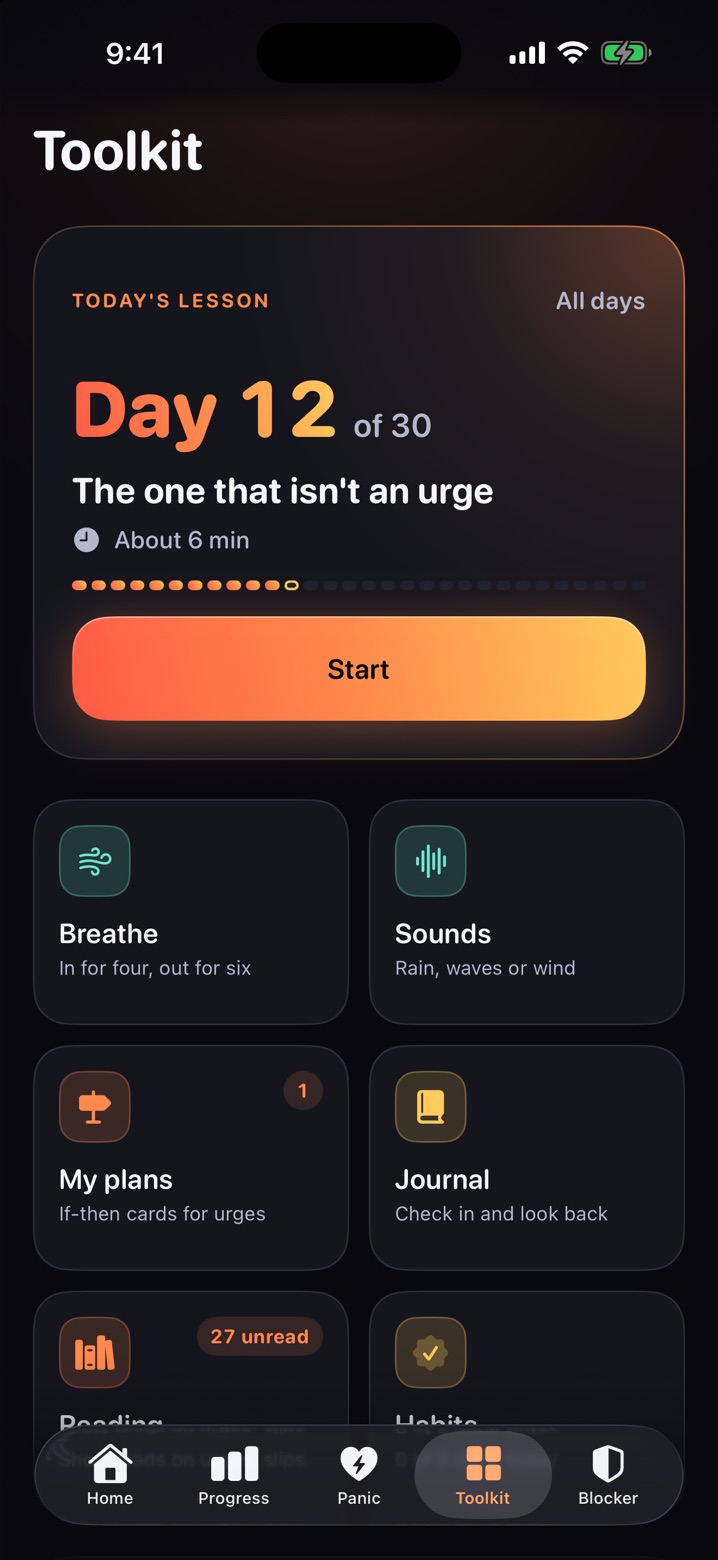 9:41
Toolkit
TODAY'S LESSON
All days
Day 12 of 30
The one that isn't an urge
About 6 min
Start
Breathe
In for four, out for six
Sounds
Rain, waves or wind
1
My plans
If-then cards for urges
Journal
Check in and look back
27 unread
Reading
Habits
Home
Progress
Panic
Toolkit
Blocker